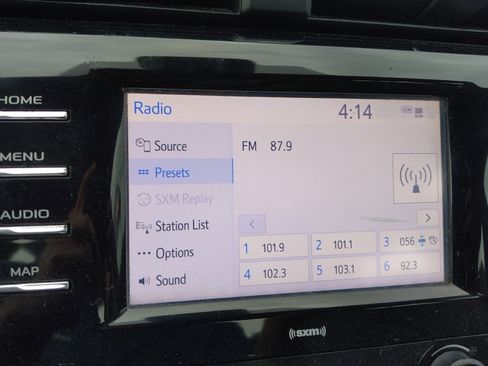 HOME
MENU
AUDIO
MAP
Radio 4:14
Source
Presets
SXM Replay
Station List
Options
Sound
FM 87.9
1 101.9 2 101.1 3 056
4 102.3 5 103.1 6 92.3
((sxm))